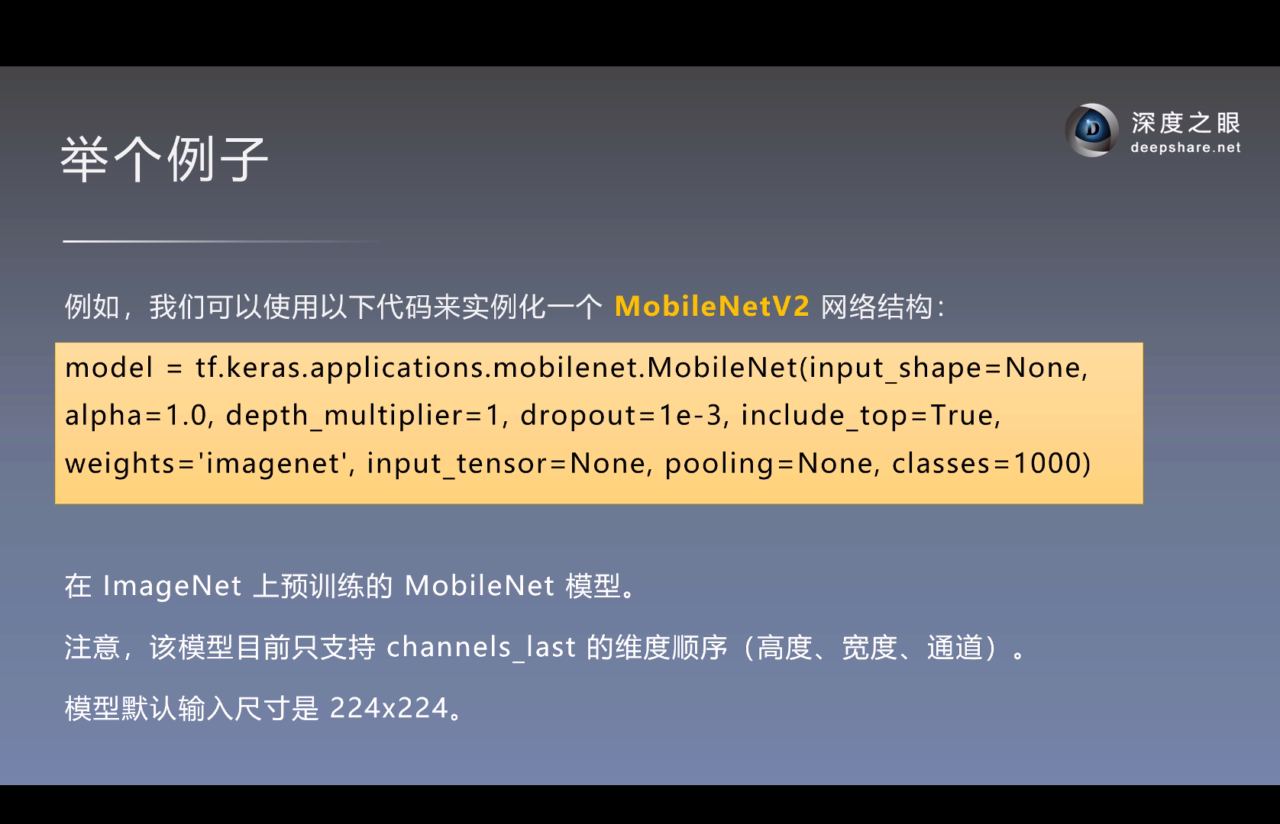 举个例子
深度之眼
deepshare.net
例如，我们可以使用以下代码来实例化一个 MobileNetV2 网络结构：
model = tf.keras.applications.mobilenet.MobileNet(input_shape=None,
alpha=1.0, depth_multiplier=1, dropout=1e-3, include_top=True,
weights='imagenet', input_tensor=None, pooling=None, classes=1000)
在 ImageNet 上预训练的 MobileNet 模型。
注意，该模型目前只支持 channels_last 的维度顺序（高度、宽度、通道）。
模型默认输入尺寸是 224x224。